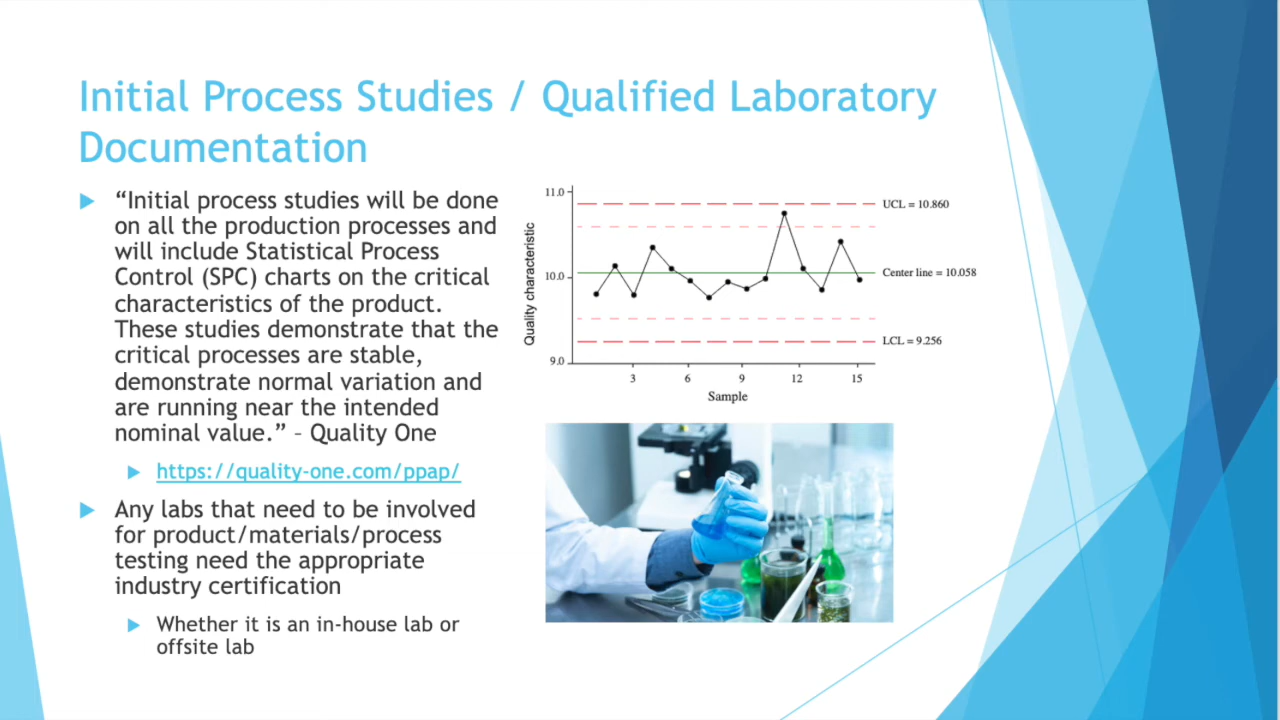 Initial Process Studies / Qualified Laboratory
Documentation
“Initial process studies will be done
on all the production processes and
will include Statistical Process
Control (SPC) charts on the critical
characteristics of the product.
These studies demonstrate that the
critical processes are stable,
demonstrate normal variation and
are running near the intended
nominal value.” – Quality One
https://quality-one.com/ppap/
Any labs that need to be involved
for product/materials/process
testing need the appropriate
industry certification
Whether it is an in-house lab or
offsite lab
Quality characteristic
11.0
10.0
9.0
UCL = 10.860
Center line = 10.058
LCL = 9.256
3 6 9 12 15
Sample